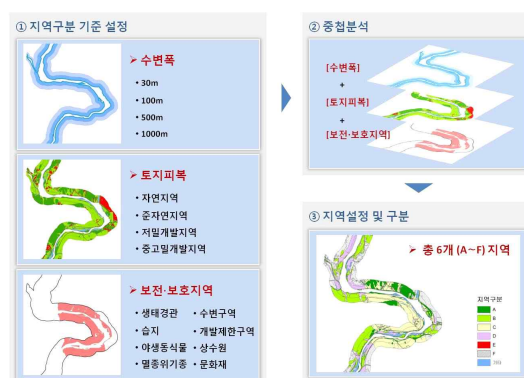 ① 지역구분 기준 설정
➢ 수변폭
• 30m
• 100m
• 500m
• 1000m
➢ 토지피복
• 자연지역
• 준자연지역
• 저밀개발지역
• 중고밀개발지역
➢ 보전·보호지역
• 생태경관 • 수변구역
• 습지 • 개발제한구역
• 야생동식물 • 상수원
• 멸종위기종 • 문화재
② 중첩분석
[수변폭]
+
[토지피복]
+
[보전·보호지역]
③ 지역설정 및 구분
➢ 총 6개 (A~F) 지역
지역구분
A
B
C
D
E
F